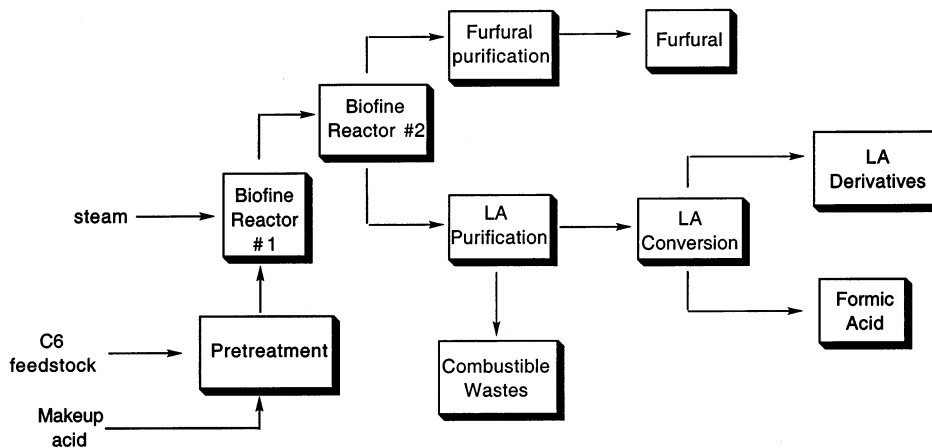 Furfural
purification
Furfural
Biofine
Reactor #2
LA
Derivatives
Biofine
Reactor
#1
steam
LA
Purification
LA
Conversion
Formic
Acid
C6
feedstock
Pretreatment
Combustible
Wastes
Makeup
acid